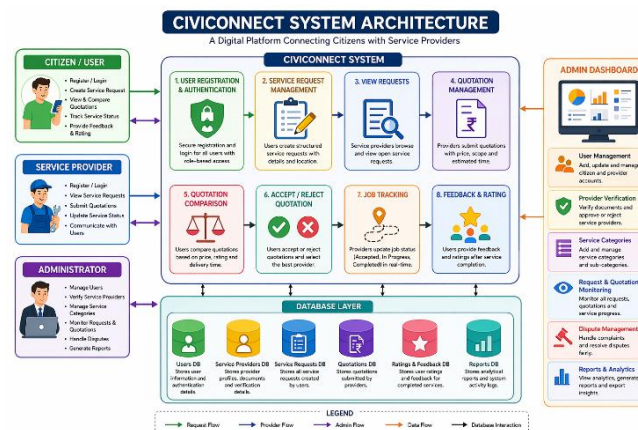 CIVICONNECT SYSTEM ARCHITECTURE
A Digital Platform Connecting Citizens with Service Providers
CITIZEN / USER
• Register / Login
• Create Service Request
• View & Compare
Quotations
• Track Service Status
• Provide Feedback
& Rating
SERVICE PROVIDER
• Register / Login
• View Service Requests
• Submit Quotations
• Update Service Status
• Communicate with
Users
ADMINISTRATOR
• Manage Users
• Verify Service Providers
• Manage Service
Categories
• Monitor Requests &
Quotations
• Handle Disputes
• Generate Reports
CIVICONNECT SYSTEM
1. USER REGISTRATION
& AUTHENTICATION
Secure registration and
login for all users with
role-based access
2. SERVICE REQUEST
MANAGEMENT
Users create structured
service requests with
details and location.
3. VIEW REQUESTS
Service providers browse
and view open service
requests.
4. QUOTATION
MANAGEMENT
Providers submit quotations
with price, scope and
estimated time.
5. QUOTATION
COMPARISON
Users compare quotations
based on price, rating and
delivery time.
6. ACCEPT / REJECT
QUOTATION
Users accept or reject
quotations and select
the best provider.
7. JOB TRACKING
Providers update job status
(Accepted, In Progress,
Completed) in real-time.
8. FEEDBACK & RATING
Users provide feedback
and ratings after service
completion.
DATABASE LAYER
Users DB
Stores user
information and
authentication
details.
Service Providers DB
Stores provider
profiles, documents
and verification
details.
Service Requests DB
Stores all service
requests created
by users.
Quotations DB
Stores quotations
submitted by
providers.
Ratings & Feedback DB
Stores user ratings
and feedback for
completed services.
Reports DB
Stores analytical
reports and system
activity logs.
LEGEND
Request Flow
Provider Flow
Admin Flow
Data Flow
Database Interaction
ADMIN DASHBOARD
User Management
Add, update and manage
citizen and provider
accounts.
Provider Verification
Verify documents and
approve or reject
service providers.
Service Categories
Add and manage
service categories
and sub-categories.
Request & Quotation
Monitoring
Monitor all requests,
quotations and
service progress.
Dispute Management
Handle complaints
and resolve disputes
fairly.
Reports & Analytics
View analytics, generate
reports and export
insights.